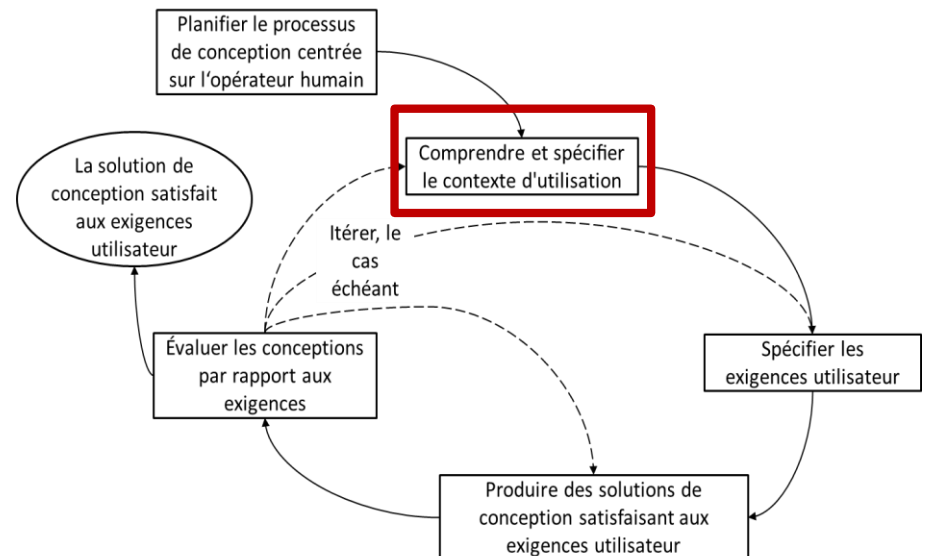 Planifier le processus
de conception centrée
sur l'opérateur humain
Comprendre et spécifier
le contexte d'utilisation
La solution de
conception satisfait
aux exigences
utilisateur
Itérer, le
cas
échéant
Évaluer les conceptions
par rapport aux
exigences
Spécifier les
exigences utilisateur
Produire des solutions de
conception satisfaisant aux
exigences utilisateur